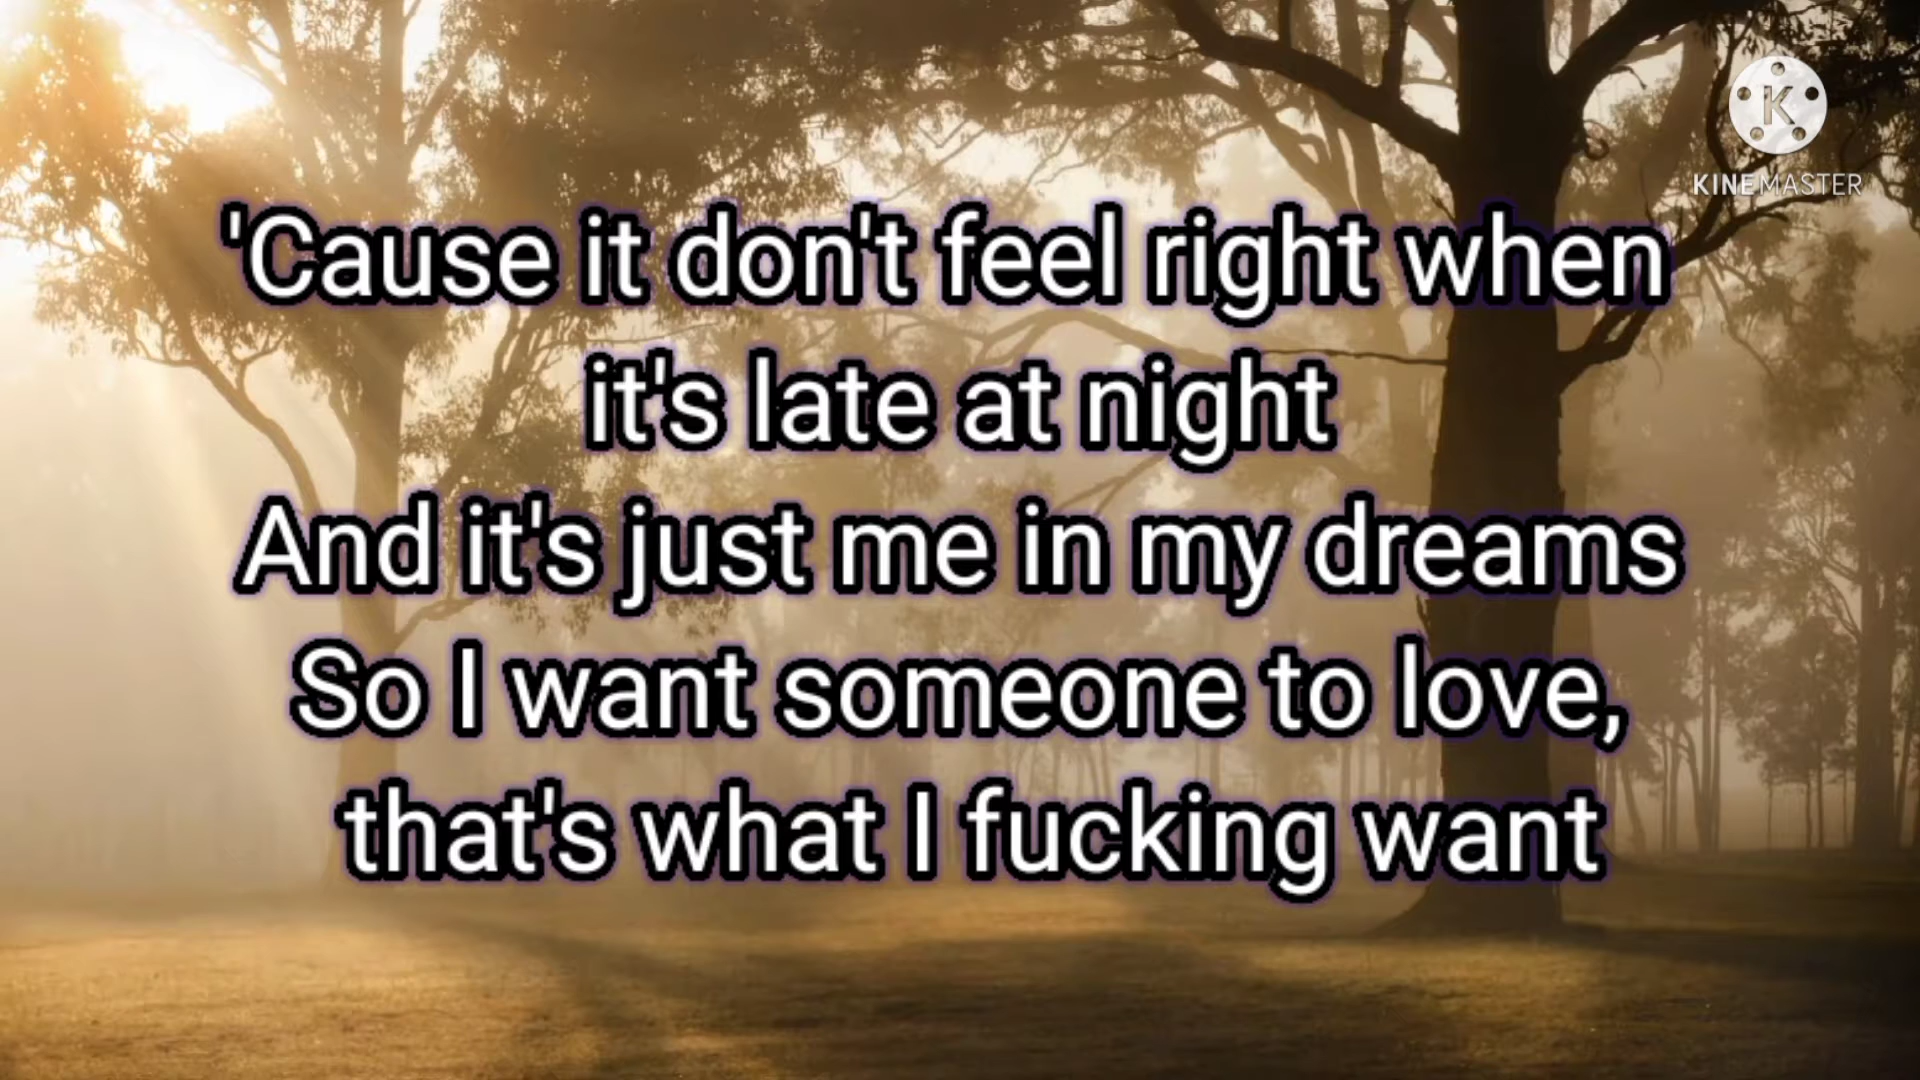 K
KINEMASTER
'Cause it don't feel right when
it's late at night
And it's just me in my dreams
So I want someone to love,
that's what I fucking want